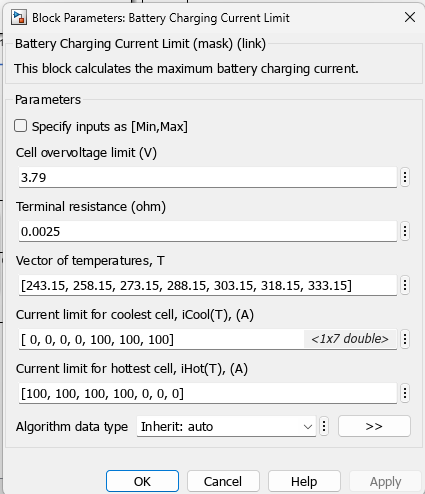 Block Parameters: Battery Charging Current Limit
Battery Charging Current Limit (mask) (link)
This block calculates the maximum battery charging current.
Parameters
Specify inputs as [Min,Max]
Cell overvoltage limit (V)
3.79
Terminal resistance (ohm)
0.0025
Vector of temperatures, T
[243.15, 258.15, 273.15, 288.15, 303.15, 318.15, 333.15]
Current limit for coolest cell, iCool(T), (A)
[ 0, 0, 0, 0, 100, 100, 100] <1x7 double>
Current limit for hottest cell, iHot(T), (A)
[100, 100, 100, 100, 0, 0, 0]
Algorithm data type Inherit: auto >>
OK Cancel Help Apply